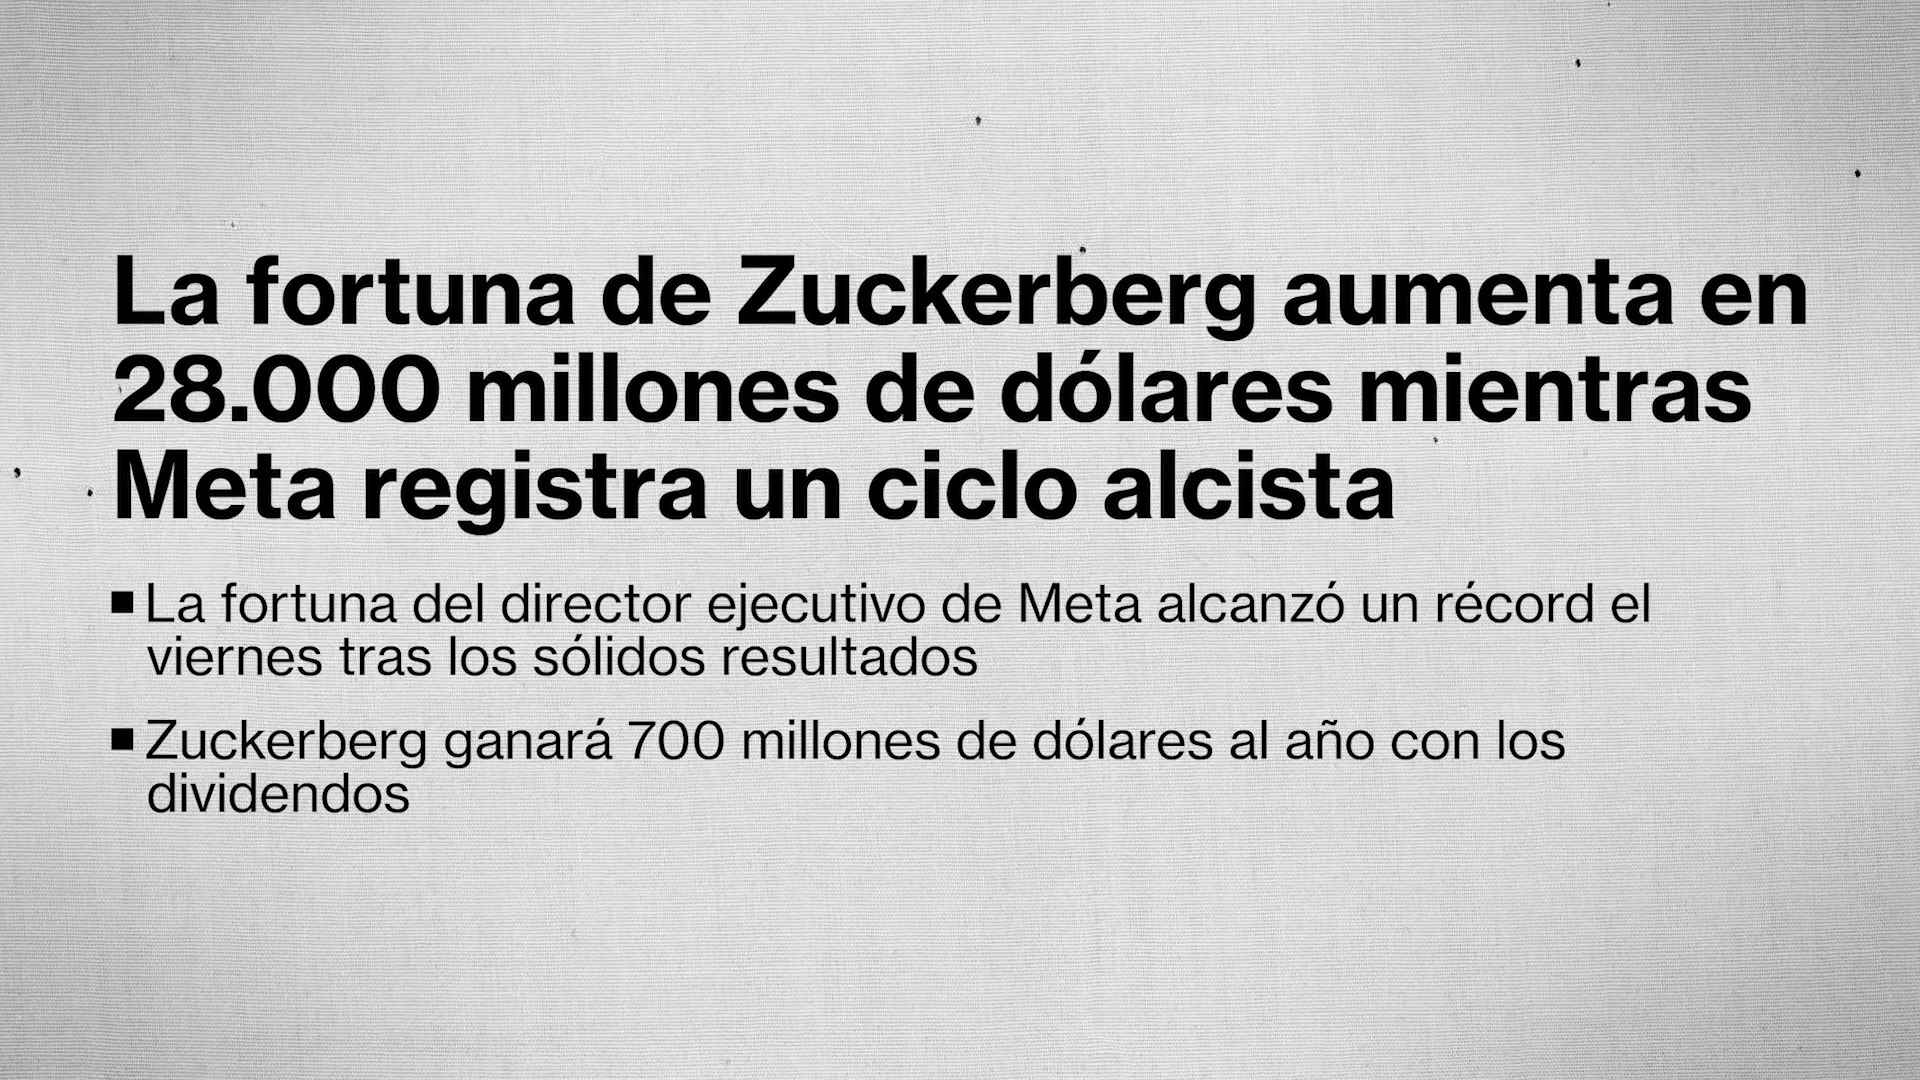 La fortuna de Zuckerberg aumenta en
28.000 millones de dólares mientras
Meta registra un ciclo alcista
■ La fortuna del director ejecutivo de Meta alcanzó un récord el
viernes tras los sólidos resultados
■ Zuckerberg ganará 700 millones de dólares al año con los
dividendos